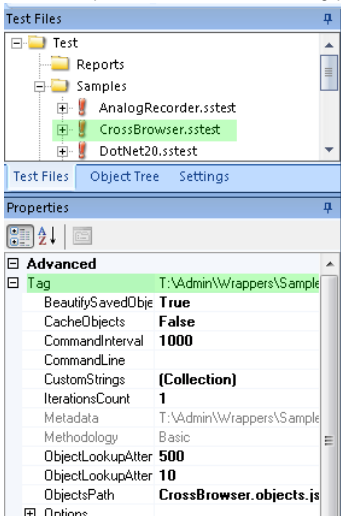 Test Files
Test
Reports
Samples
AnalogRecorder.sstest
CrossBrowser.sstest
DotNet20.sstest
Test Files Object Tree Settings
Properties
Advanced
Tag T:\Admin\Wrappers\Sample
BeautifySavedObje True
CacheObjects False
CommandInterval 1000
CommandLine
CustomStrings (Collection)
IterationsCount 1
Metadata T:\Admin\Wrappers\Sample
Methodology Basic
ObjectLookupAtter 500
ObjectLookupAtter 10
ObjectsPath CrossBrowser.objects.js
Options